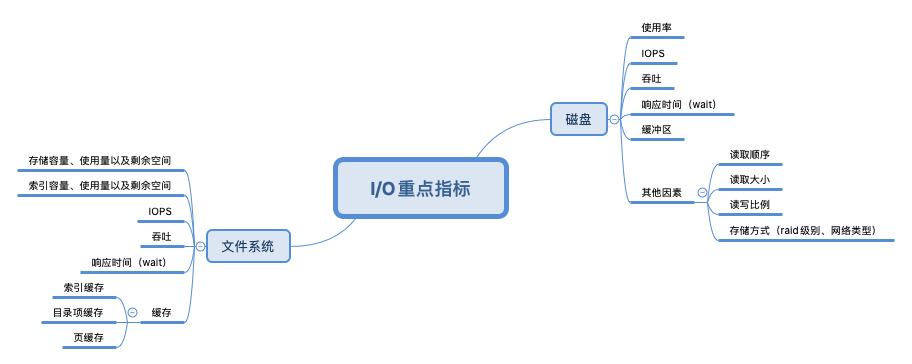 I/O 重点指标
磁盘
使用率
IOPS
吞吐
响应时间（wait）
缓冲区
其他因素
读取顺序
读取大小
读写比例
存储方式（raid 级别、网络类型）
文件系统
存储容量、使用量以及剩余空间
索引容量、使用量以及剩余空间
IOPS
吞吐
响应时间（wait）
缓存
索引缓存
目录项缓存
页缓存